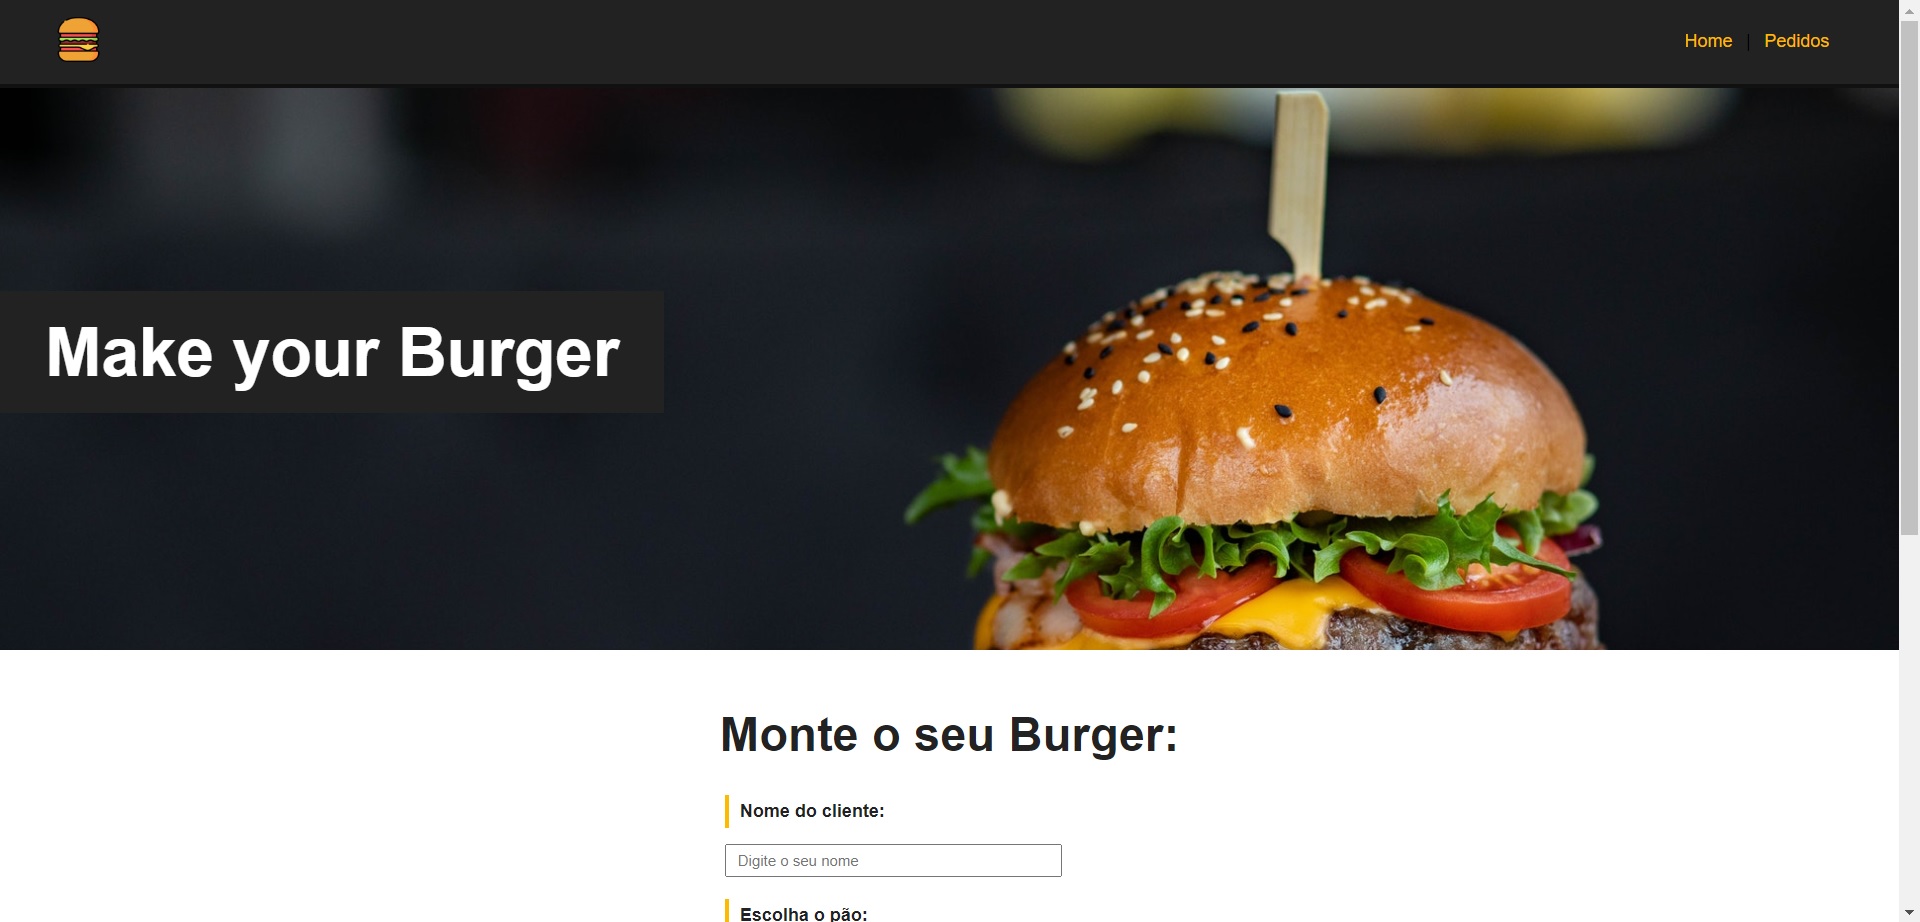 Home | Pedidos
Make your Burger
Monte o seu Burger:
Nome do cliente:
Digite o seu nome
Escolha o pão: